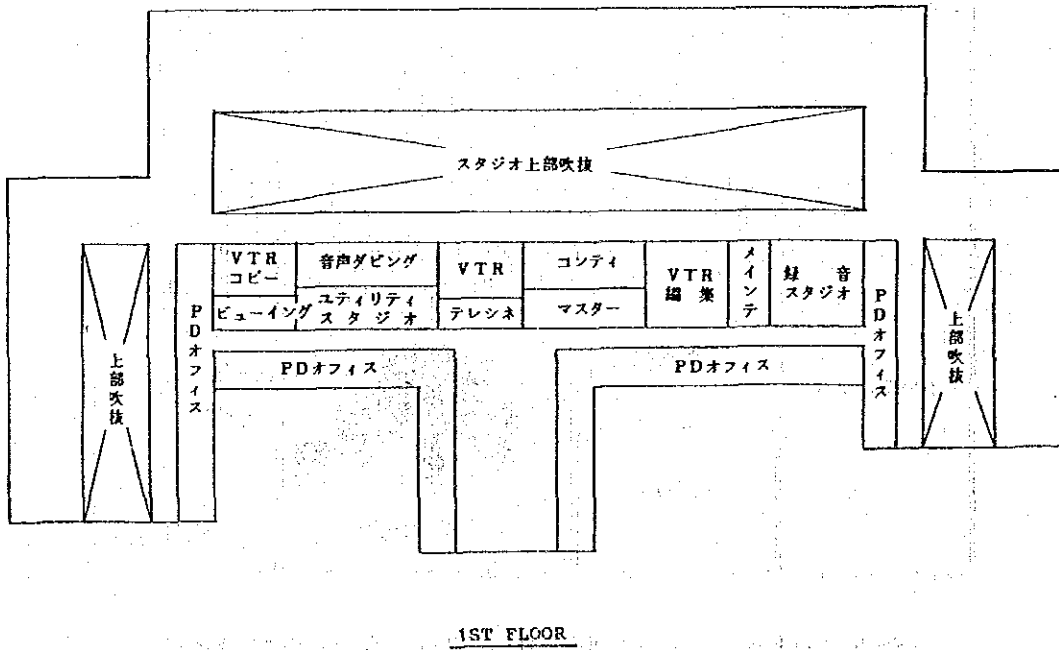 スタジオ上部吹抜
VTR
コピー
音声ダビング
VTR
コンティ
VTR
編集
メインテ
録音
スタジオ
ビューイング
ユティリティ
スタジオ
テレシネ
マスター
PDオフィス
PDオフィス
上部吹抜
上部吹抜
PDオフィス
PDオフィス
1ST FLOOR